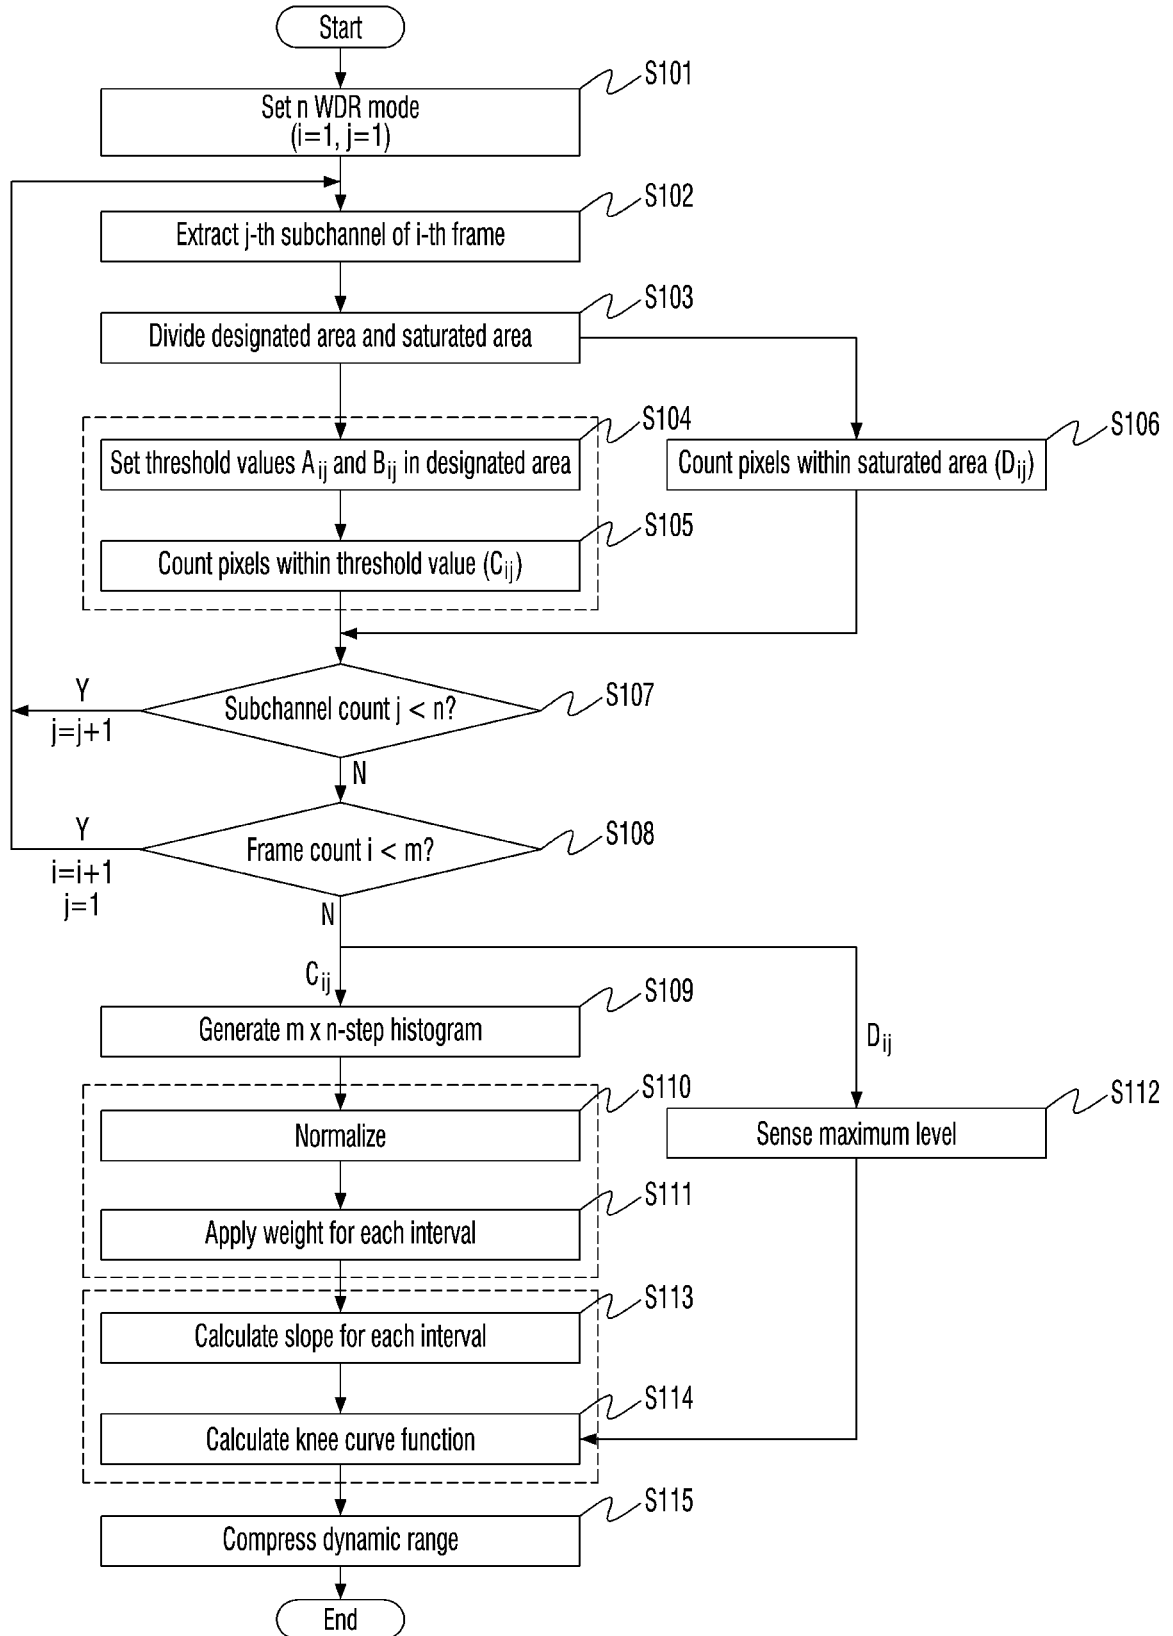 Start
S101
Set n WDR mode
(i=1, j=1)
S102
Extract j-th subchannel of i-th frame
S103
Divide designated area and saturated area
S104
Set threshold values Aij and Bij in designated area
S106
Count pixels within saturated area (Dij)
S105
Count pixels within threshold value (Cij)
S107
Subchannel count j < n?
Y
j=j+1
N
S108
Frame count i < m?
Y
i=i+1
j=1
N
Cij
Dij
S109
Generate m x n-step histogram
S110
Normalize
S112
Sense maximum level
S111
Apply weight for each interval
S113
Calculate slope for each interval
S114
Calculate knee curve function
S115
Compress dynamic range
End